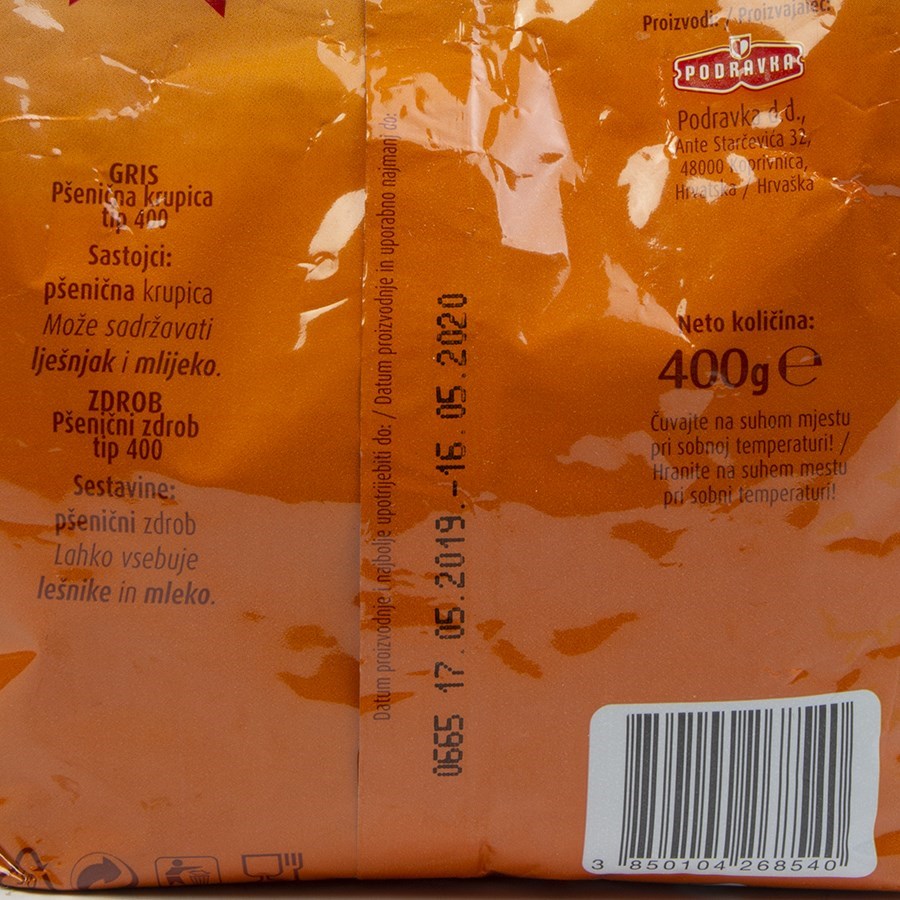 GRIS
Pšenična krupica
tip 400
Sastojci:
pšenična krupica
Može sadržavati
lješnjak i mlijeko.
ZDROB
Pšenični zdrob
tip 400
Sestavine:
pšenični zdrob
Lahko vsebuje
lešnike in mleko.
Datum proizvodnje i najbolje upotrijebiti do: / Datum proizvodnje in uporabno najmanj do:
0665 17.05.2019.-16.05.2020
Proizvodi: / Proizvajalec:
PODRAVKA
Podravka d.d.,
Ante Starčevića 32,
48000 Koprivnica,
Hrvatska / Hrvaška
Neto količina:
400g e
Čuvajte na suhom mjestu
pri sobnoj temperaturi! /
Hranite na suhem mestu
pri sobni temperaturi!
3 850104 268540